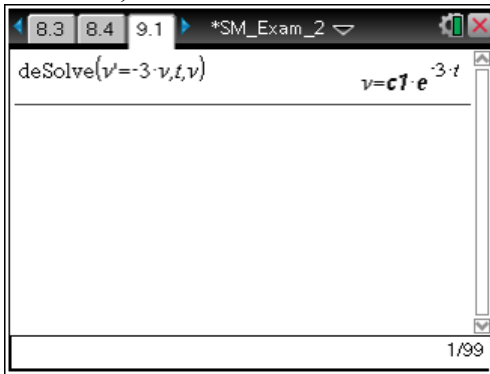 8.3 8.4 9.1 *SM_Exam_2
deSolve(v'=-3·v,t,v)
v=c1·e^-3·t
1/99